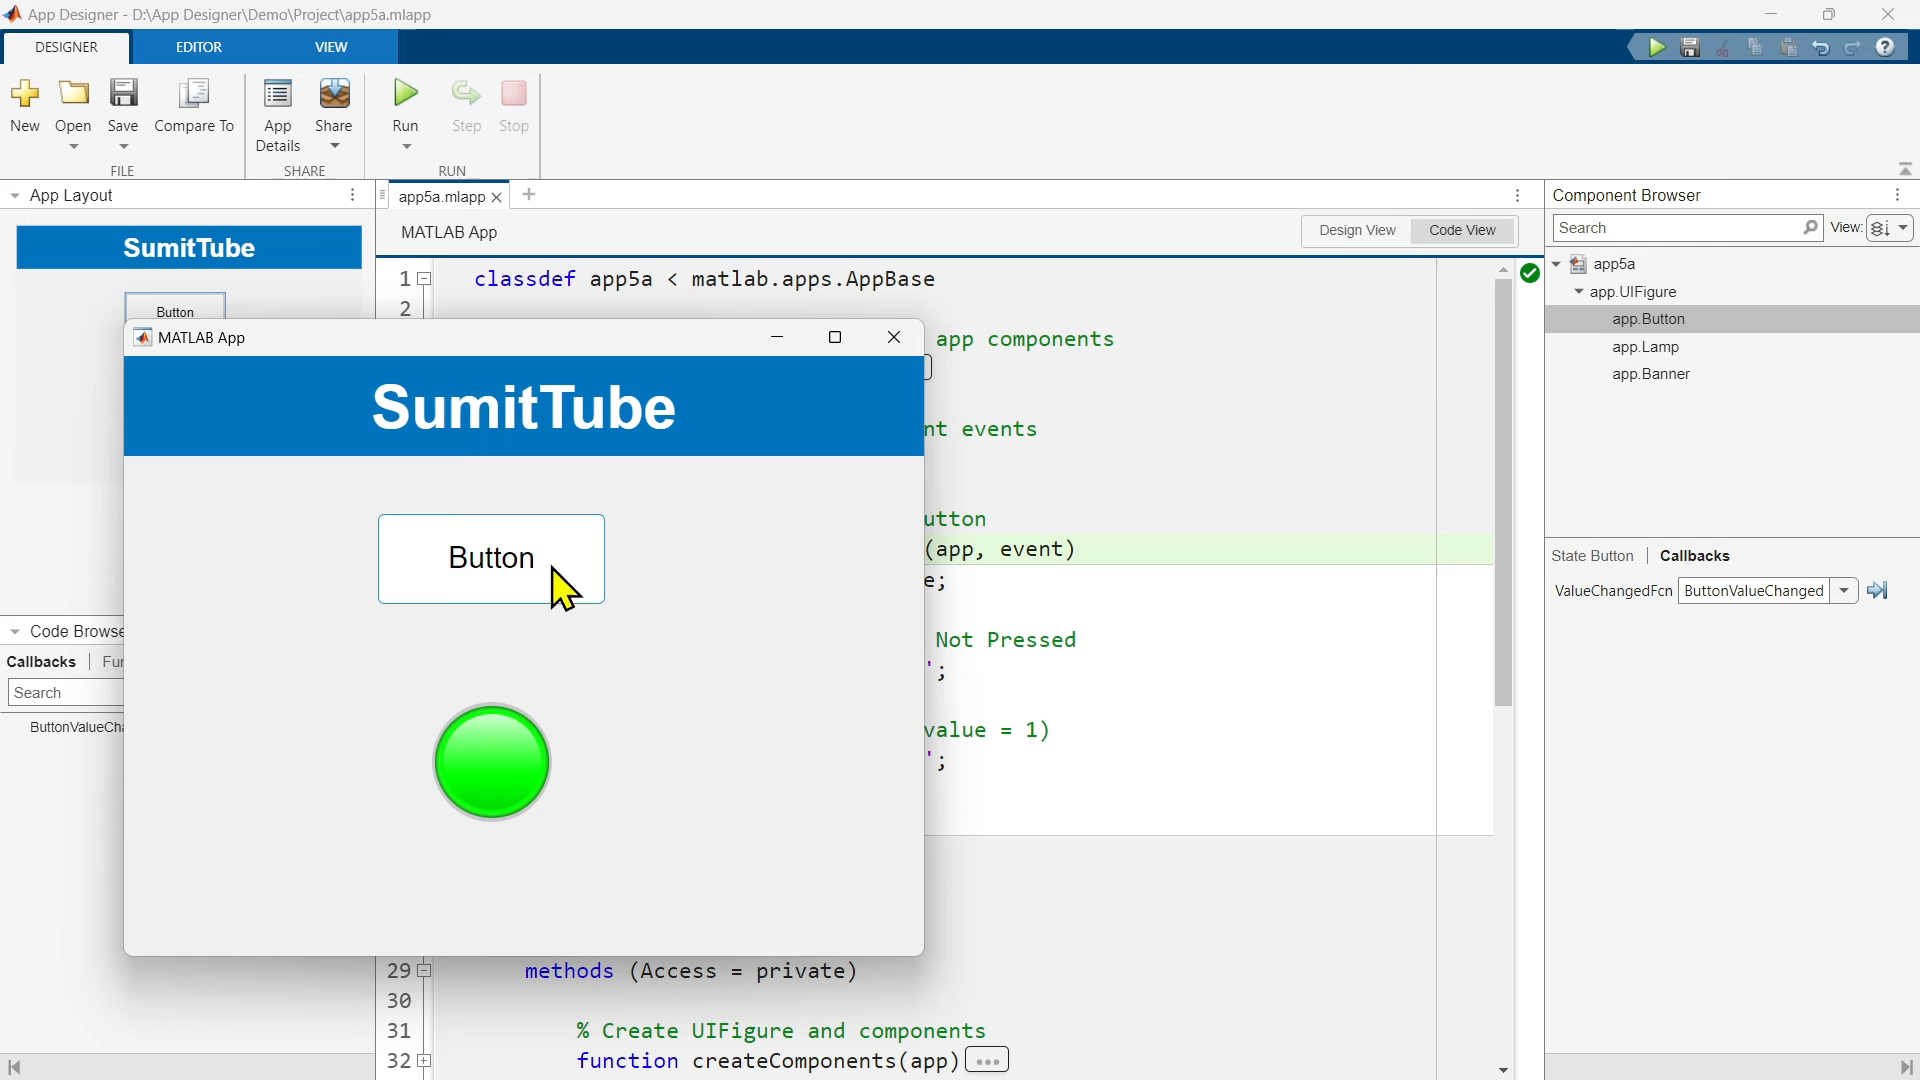 App Designer - D:\App Designer\Demo\Project\app5a.mlapp
DESIGNER
EDITOR
VIEW
New
Open
Save
Compare To
App Details
Share
Run
Step
Stop
FILE
SHARE
RUN
App Layout
SumitTube
Button
app5a.mlapp
MATLAB App
Design View
Code View
1 classdef app5a < matlab.apps.AppBase
2
app components
nt events
utton
(app, event)
e;
Not Pressed
';
value = 1)
';
29 methods (Access = private)
30
31 % Create UIFigure and components
32 function createComponents(app) ...
MATLAB App
SumitTube
Button
Code Browse
Callbacks
Fu
Search
ButtonValueCha
Component Browser
Search
View:
app5a
app.UIFigure
app.Button
app.Lamp
app.Banner
State Button
Callbacks
ValueChangedFcn
ButtonValueChanged